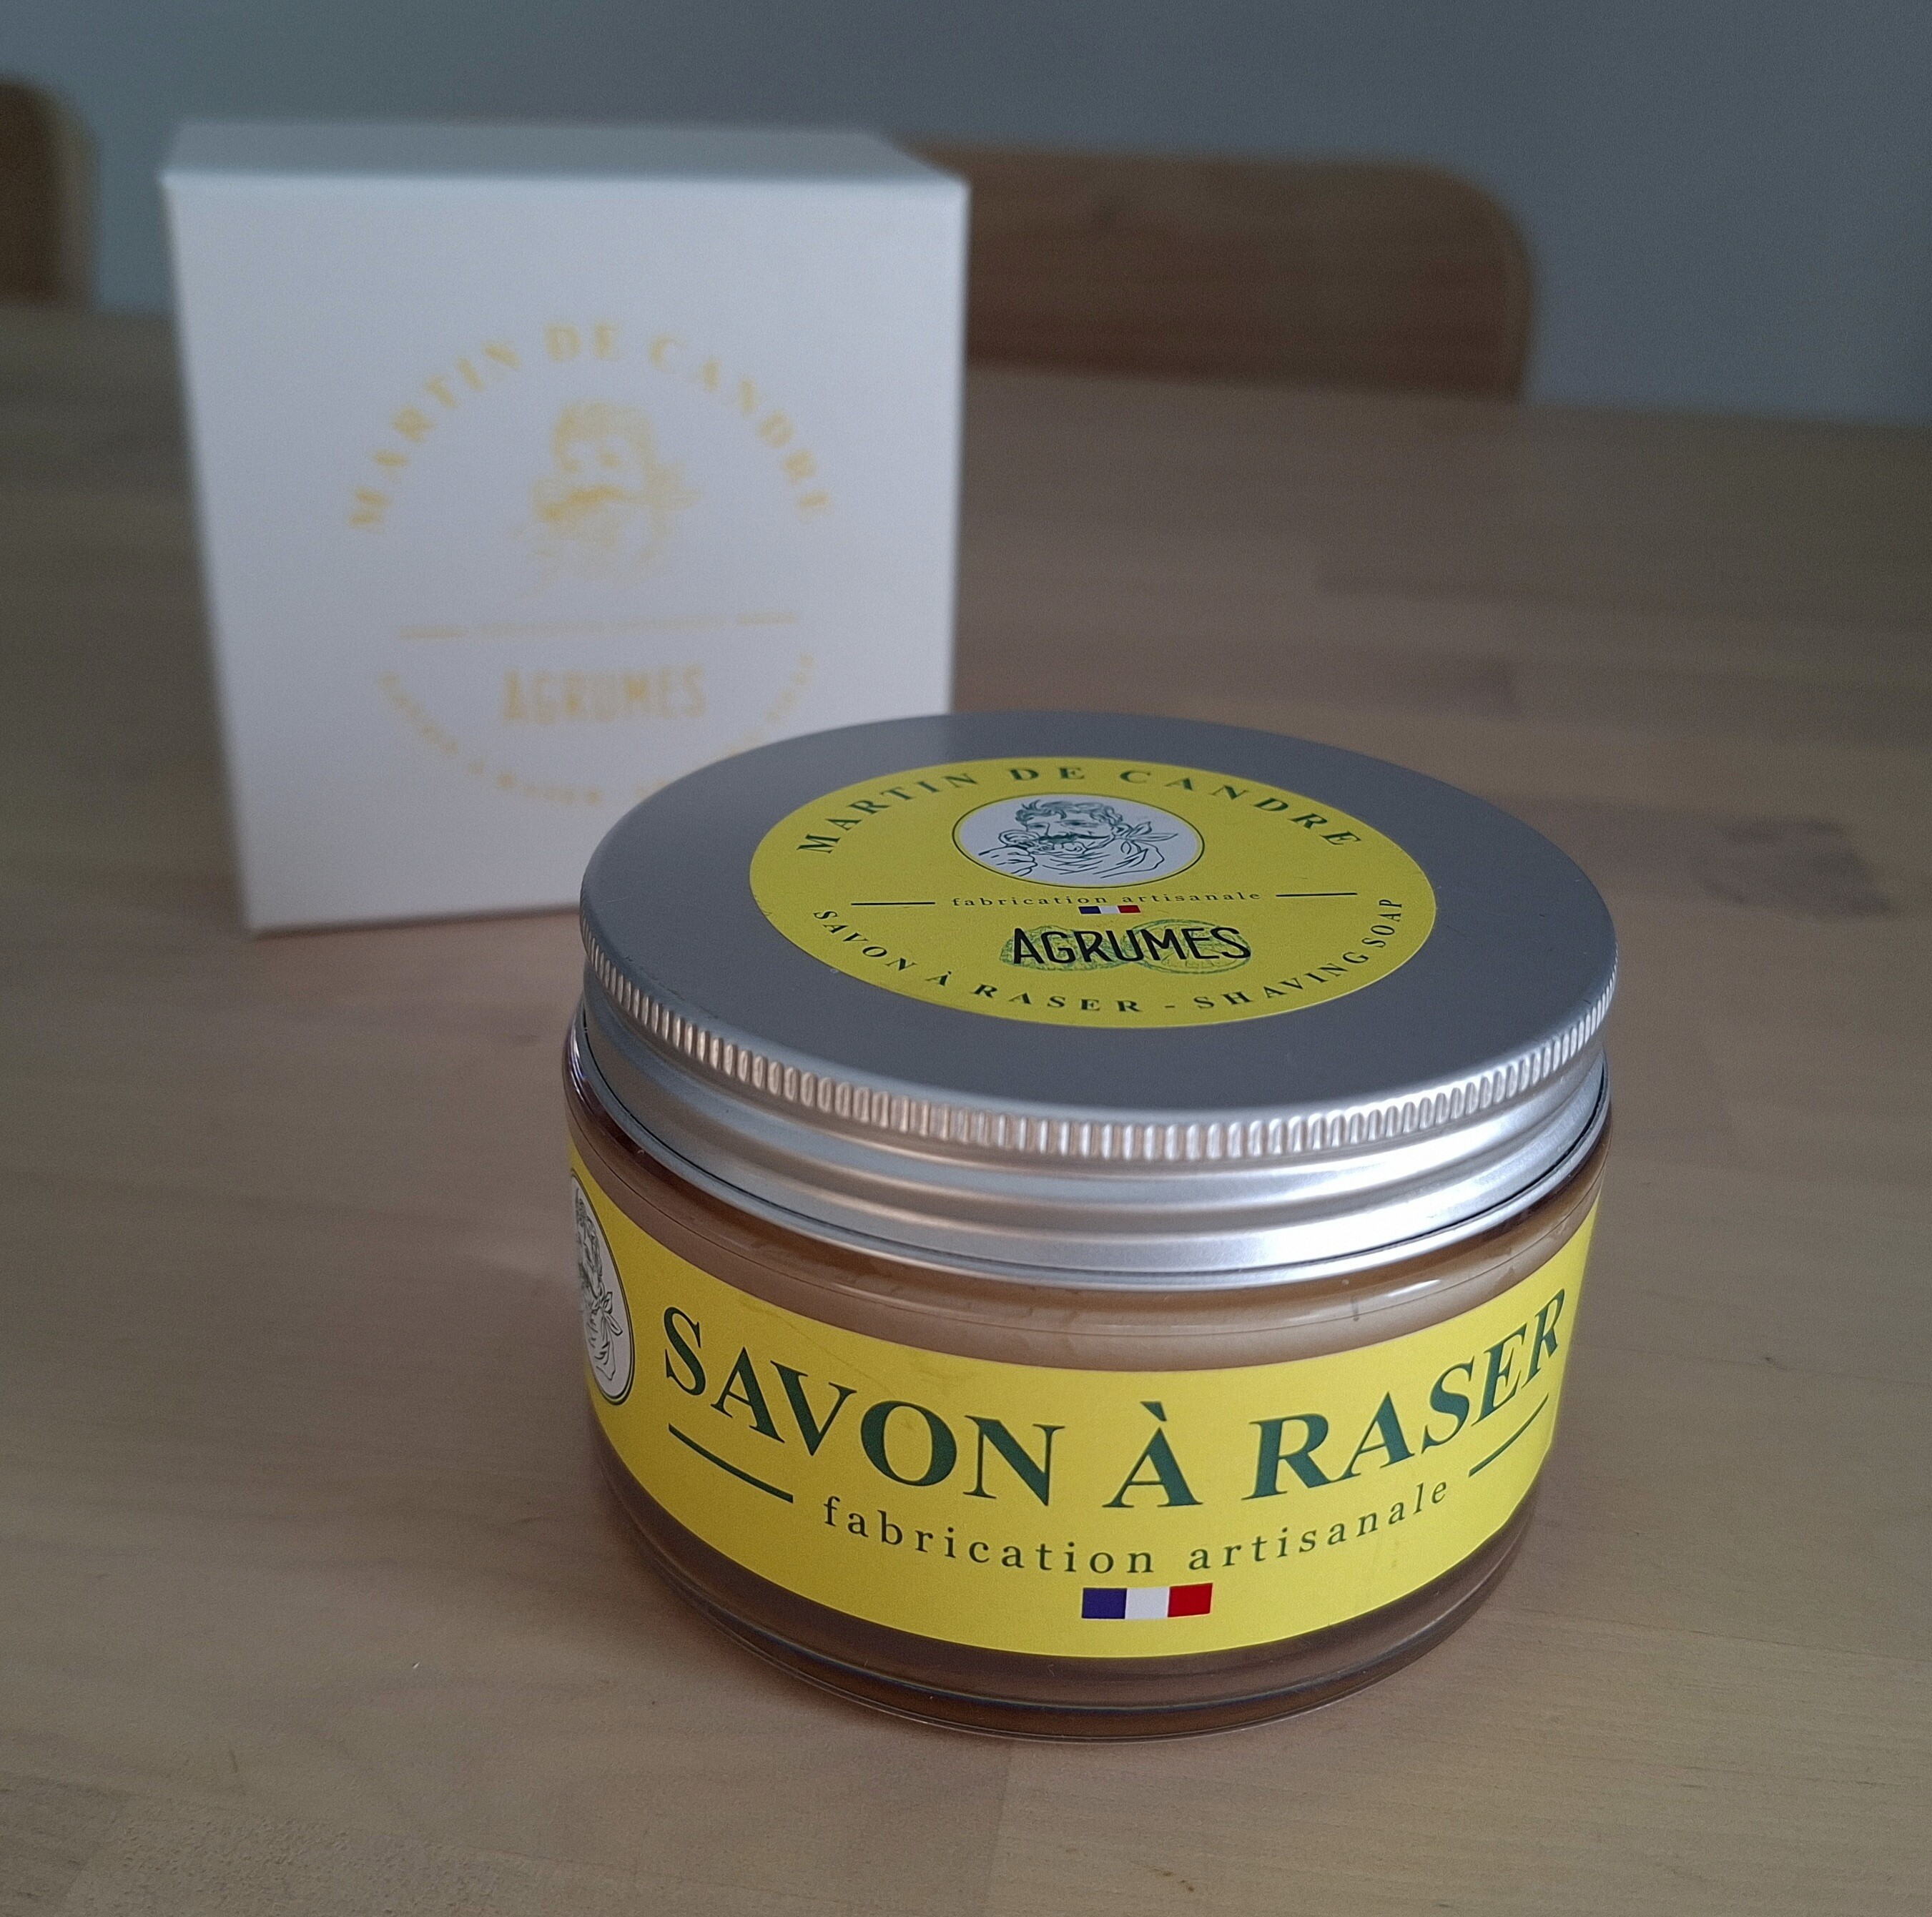 MARTIN DE CANDRE
AGRUMES
MARTIN DE CANDRE
fabrication artisanale
AGRUMES
SAVON À RASER - SHAVING SOAP
SAVON À RASER
fabrication artisanale